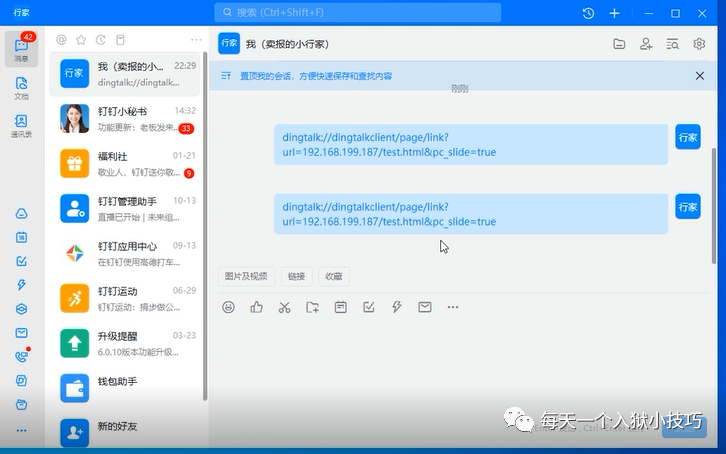 行家
搜索 (Ctrl+Shift+F)
42
消息
文档
通讯录
行家
我（卖报的小...
22:29
dingtalk://dingtalk...
钉钉小秘书
14:32
功能更新：老板发来...
33
福利社
01-21
敬业人，钉钉送你敬...
9
钉钉管理助手
10-13
直播已开始 | 未来组...
钉钉应用中心
09-13
在钉钉使用高德打车...
钉钉运动
06-29
钉钉运动：捐步做公...
升级提醒
03-23
6.0.10版本功能升级...
钱包助手
新的好友
行家
我（卖报的小行家）
置顶我的会话，方便快速保存和查找内容
刚刚
dingtalk://dingtalkclient/page/link?
url=192.168.199.187/test.html&pc_slide=true
行家
dingtalk://dingtalkclient/page/link?
url=192.168.199.187/test.html&pc_slide=true
行家
图片及视频
链接
收藏
每天一个入狱小技巧